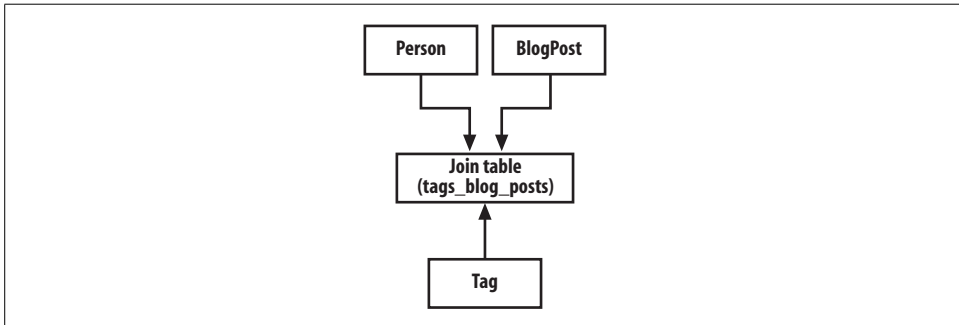 Person
BlogPost
Join table
(tags_blog_posts)
Tag